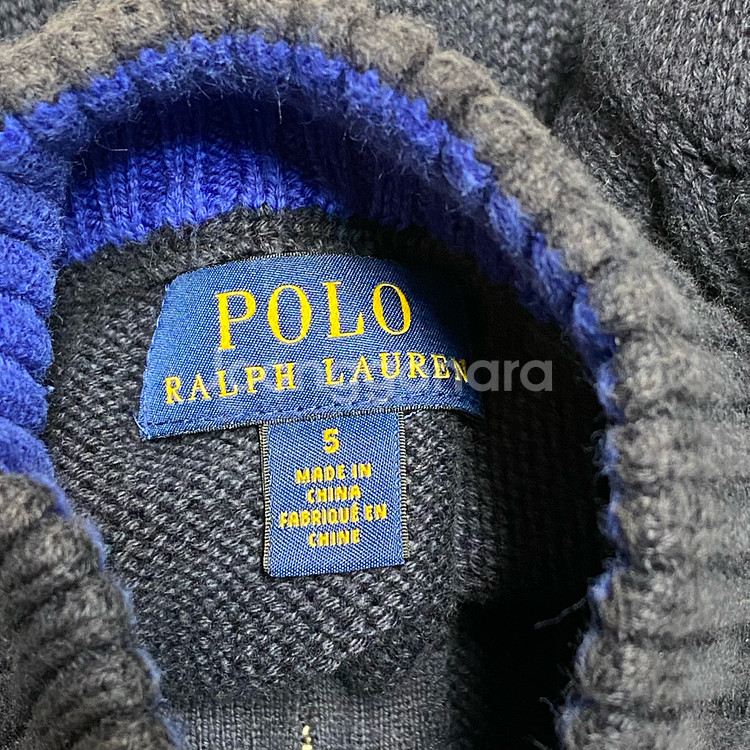 POLO
RALPH LAUREN
5
MADE IN
CHINA
FABRIQUÉ EN
CHINE